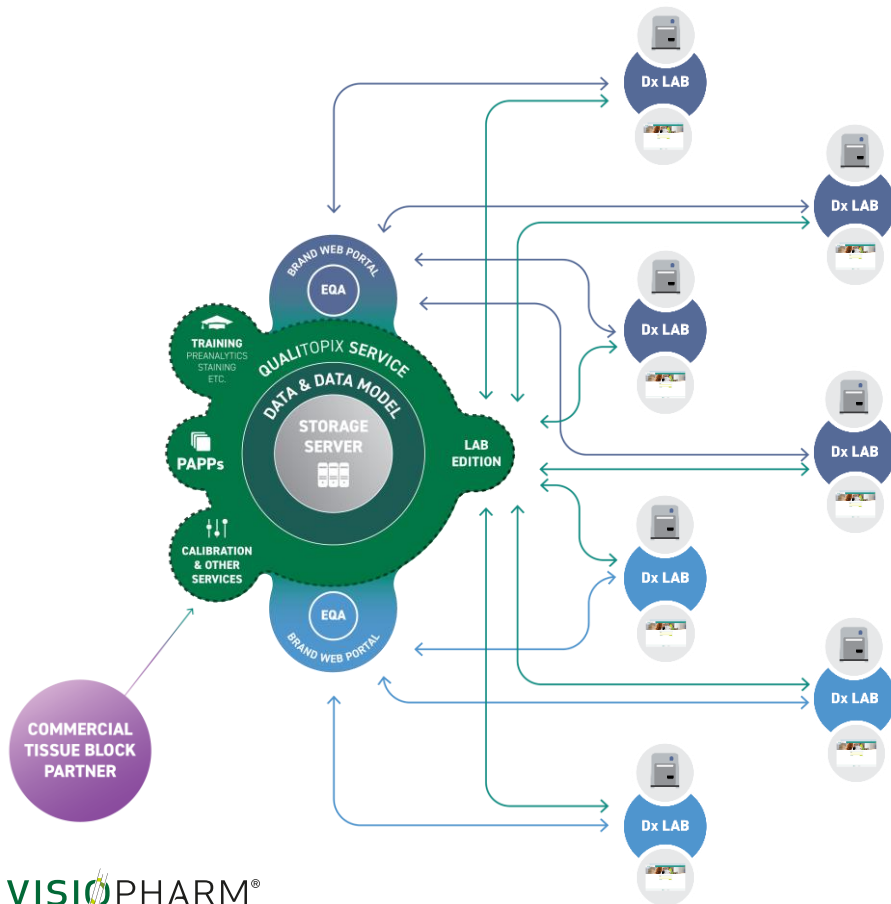 Dx LAB
Dx LAB
BRAND WEB PORTAL
EQA
TRAINING
PREANALYTICS
STAINING
ETC.
QUALITOPIX SERVICE
DATA & DATA MODEL
STORAGE
SERVER
Dx LAB
PAPPs
LAB
EDITION
Dx LAB
CALIBRATION
& OTHER
SERVICES
Dx LAB
EQA
BRAND WEB PORTAL
COMMERCIAL
TISSUE BLOCK
PARTNER
Dx LAB
Dx LAB
VISIOPHARM®